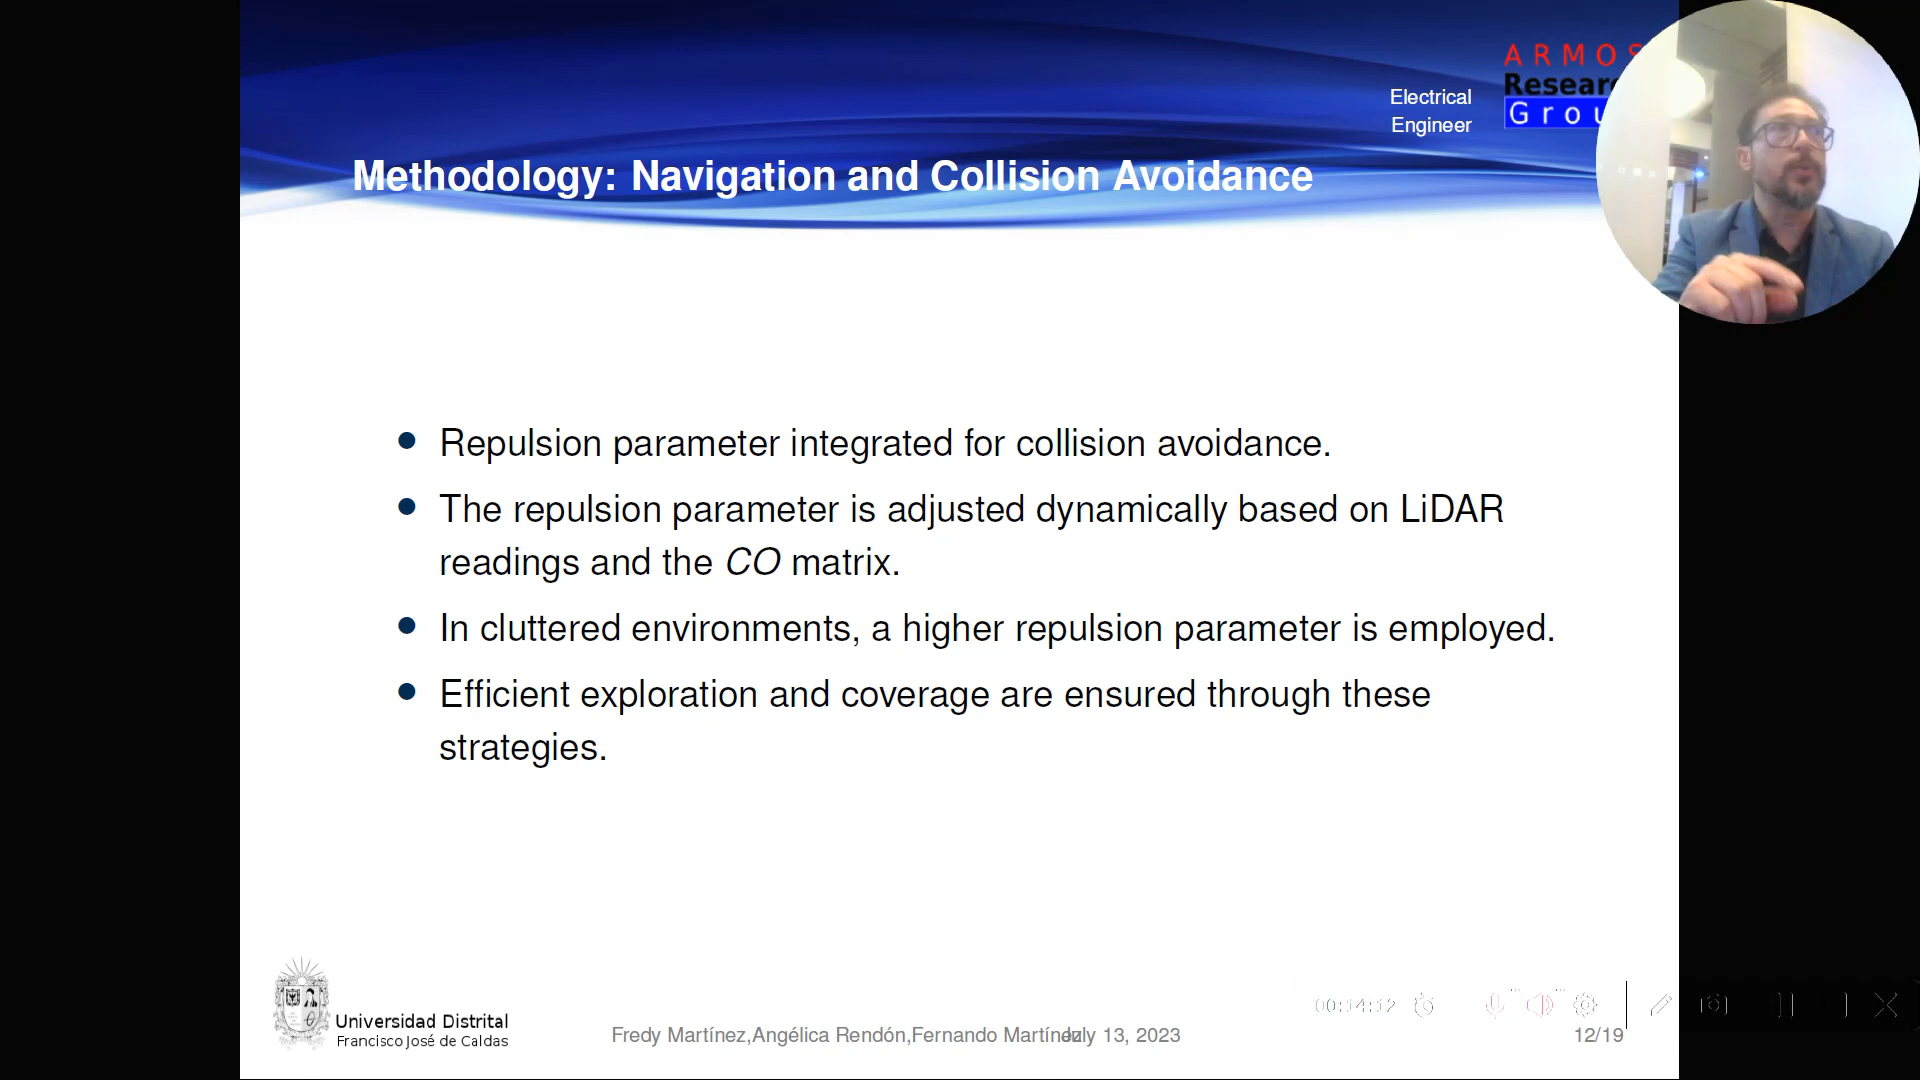 Electrical
Engineer
ARMOS
Research
Group
Methodology: Navigation and Collision Avoidance
Repulsion parameter integrated for collision avoidance.
The repulsion parameter is adjusted dynamically based on LiDAR
readings and the CO matrix.
In cluttered environments, a higher repulsion parameter is employed.
Efficient exploration and coverage are ensured through these
strategies.
00:14:12
Universidad Distrital
Francisco José de Caldas
Fredy Martínez,Angélica Rendón,Fernando Martínez
July 13, 2023
12/19